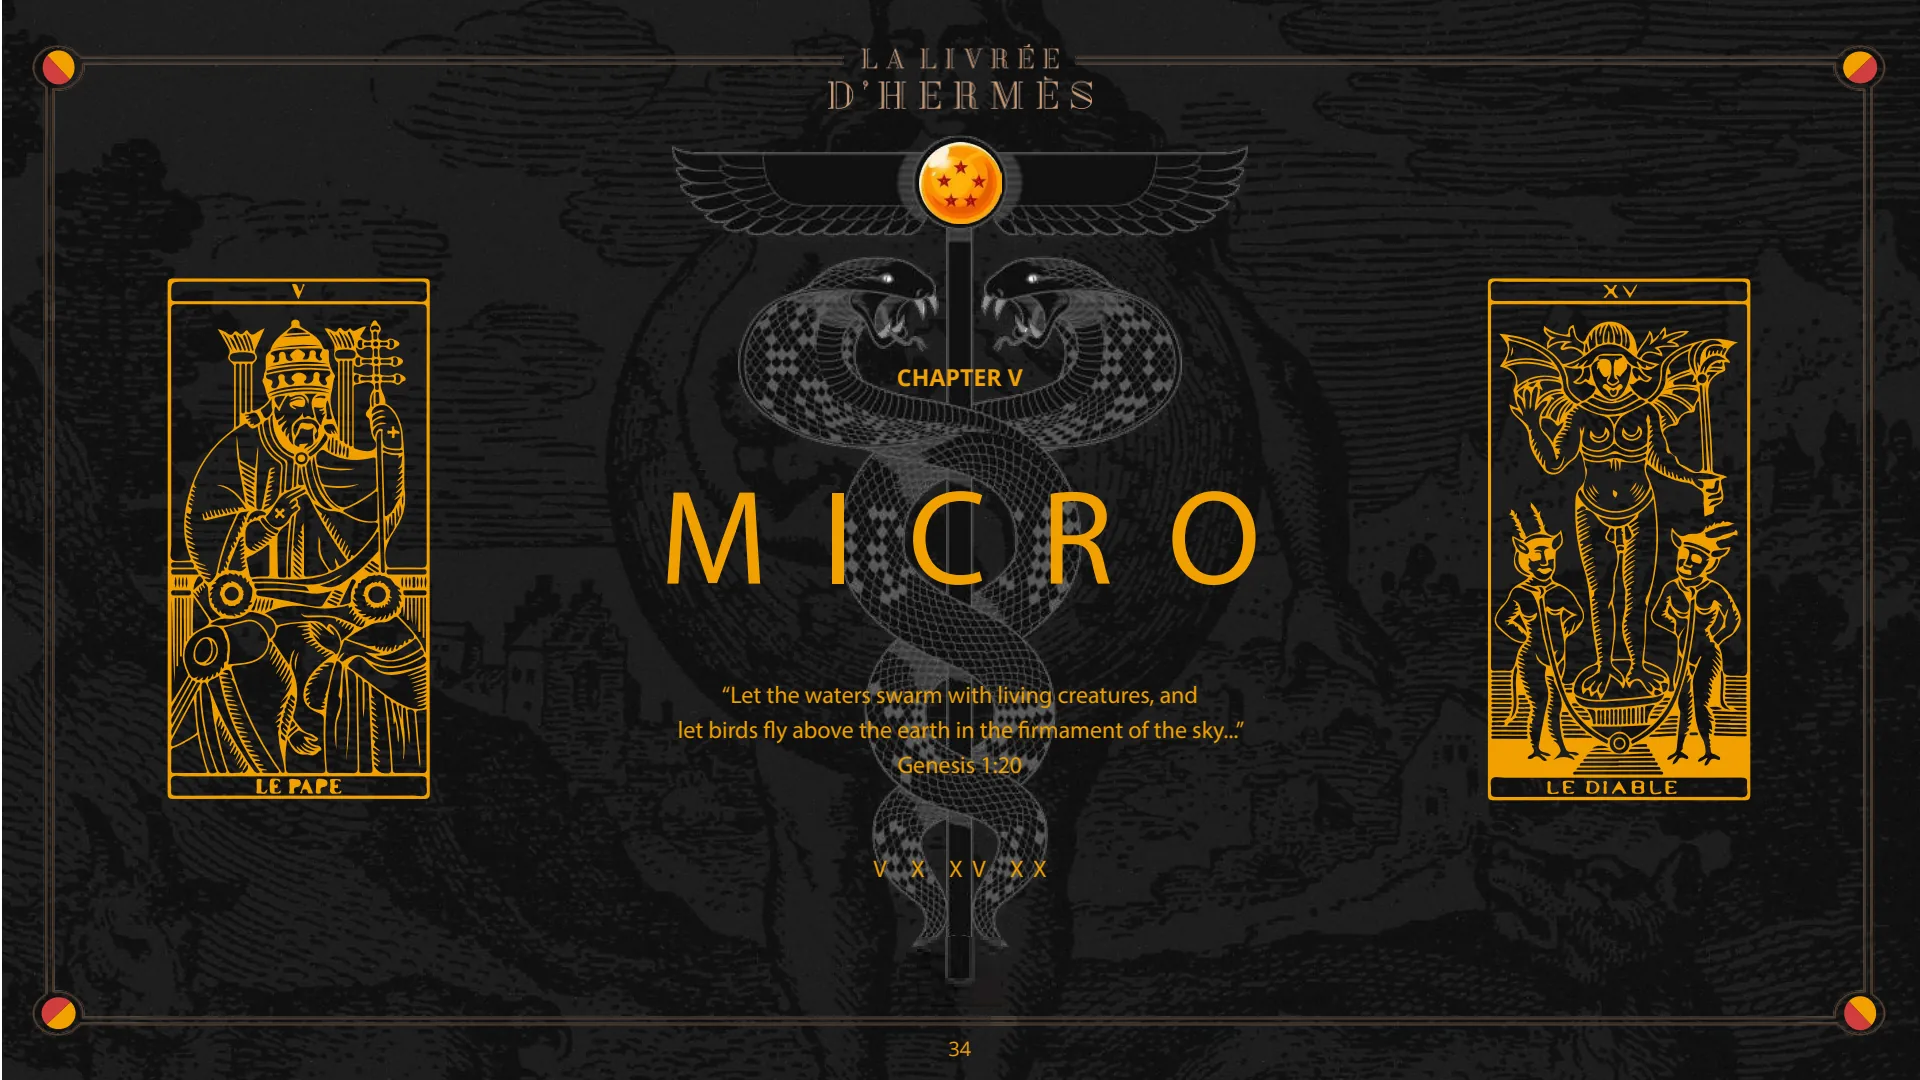 LA LIVRÉE
D'HERMÈS
V
XV
CHAPTER V
MICRO
“Let the waters swarm with living creatures, and
let birds fly above the earth in the firmament of the sky...”
Genesis 1:20
LE PAPE
LE DIABLE
V X XV XX
34